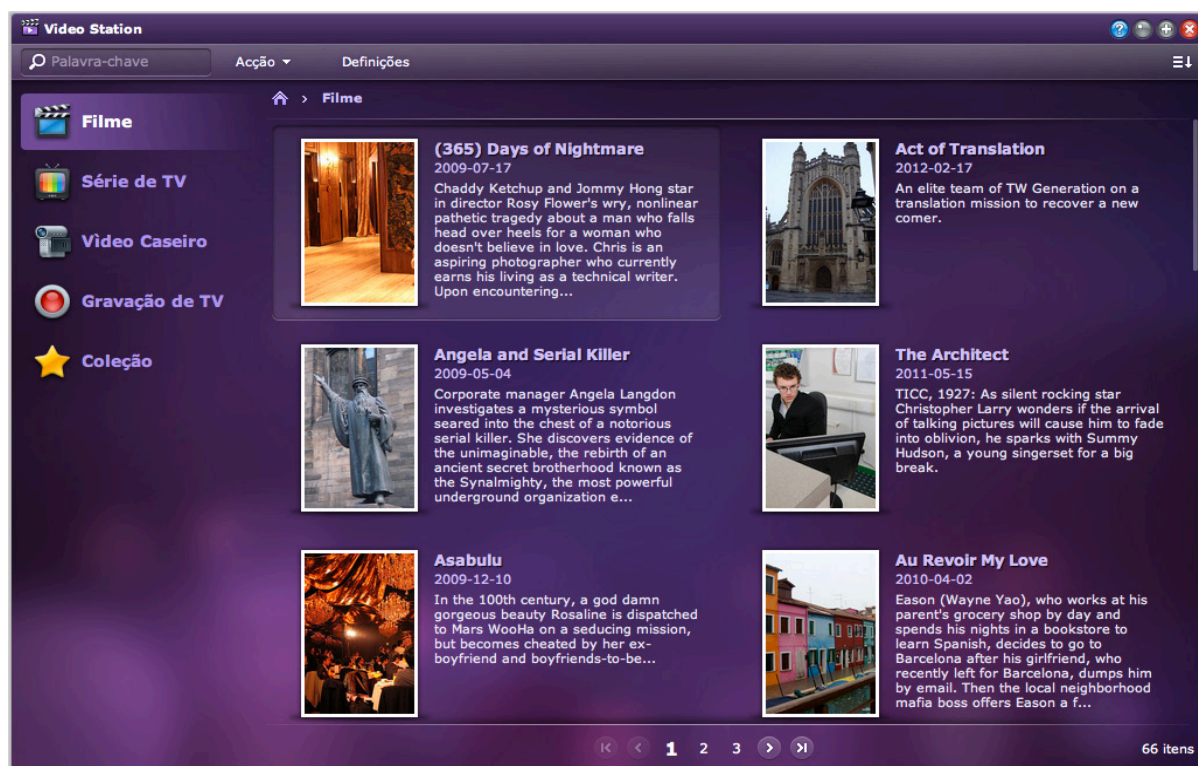 Video Station
Palavra-chave
Acção
Definições
Filme
Série de TV
Vìdeo Caseiro
Gravação de TV
Coleção
> Filme
(365) Days of Nightmare
2009-07-17
Chaddy Ketchup and Jommy Hong star
in director Rosy Flower's wry, nonlinear
pathetic tragedy about a man who falls
head over heels for a woman who
doesn't believe in love. Chris is an
aspiring photographer who currently
earns his living as a technical writer.
Upon encountering...
Act of Translation
2012-02-17
An elite team of TW Generation on a
translation mission to recover a new
comer.
Angela and Serial Killer
2009-05-04
Corporate manager Angela Langdon
investigates a mysterious symbol
seared into the chest of a notorious
serial killer. She discovers evidence of
the unimaginable, the rebirth of an
ancient secret brotherhood known as
the Synalmighty, the most powerful
underground organization e...
The Architect
2011-05-15
TICC, 1927: As silent rocking star
Christopher Larry wonders if the arrival
of talking pictures will cause him to fade
into oblivion, he sparks with Summy
Hudson, a young singerset for a big
break.
Asabulu
2009-12-10
In the 100th century, a god damn
gorgeous beauty Rosaline is dispatched
to Mars WooHa on a seducing mission,
but becomes cheated by her ex-
boyfriend and boyfriends-to-be...
Au Revoir My Love
2010-04-02
Eason (Wayne Yao), who works at his
parent's grocery shop by day and
spends his nights in a bookstore to
learn Spanish, decides to go to
Barcelona after his girlfriend, who
recently left for Barcelona, dumps him
by email. Then the local neighborhood
mafia boss offers Eason a f...
1 2 3
66 itens